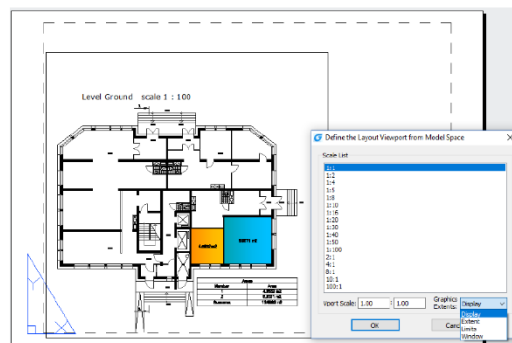 Level Ground scale 1 : 100
Define the Layout Viewport from Model Space
Scale List
1:1
1:2
1:4
1:5
1:8
1:10
1:16
1:20
1:30
1:40
1:50
1:100
2:1
4:1
8:1
10:1
100:1
Vport Scale: 1.00 : 1.00 Graphics Extents: Display
Display
Extent
Limits
Window
OK
Areas
Number Area